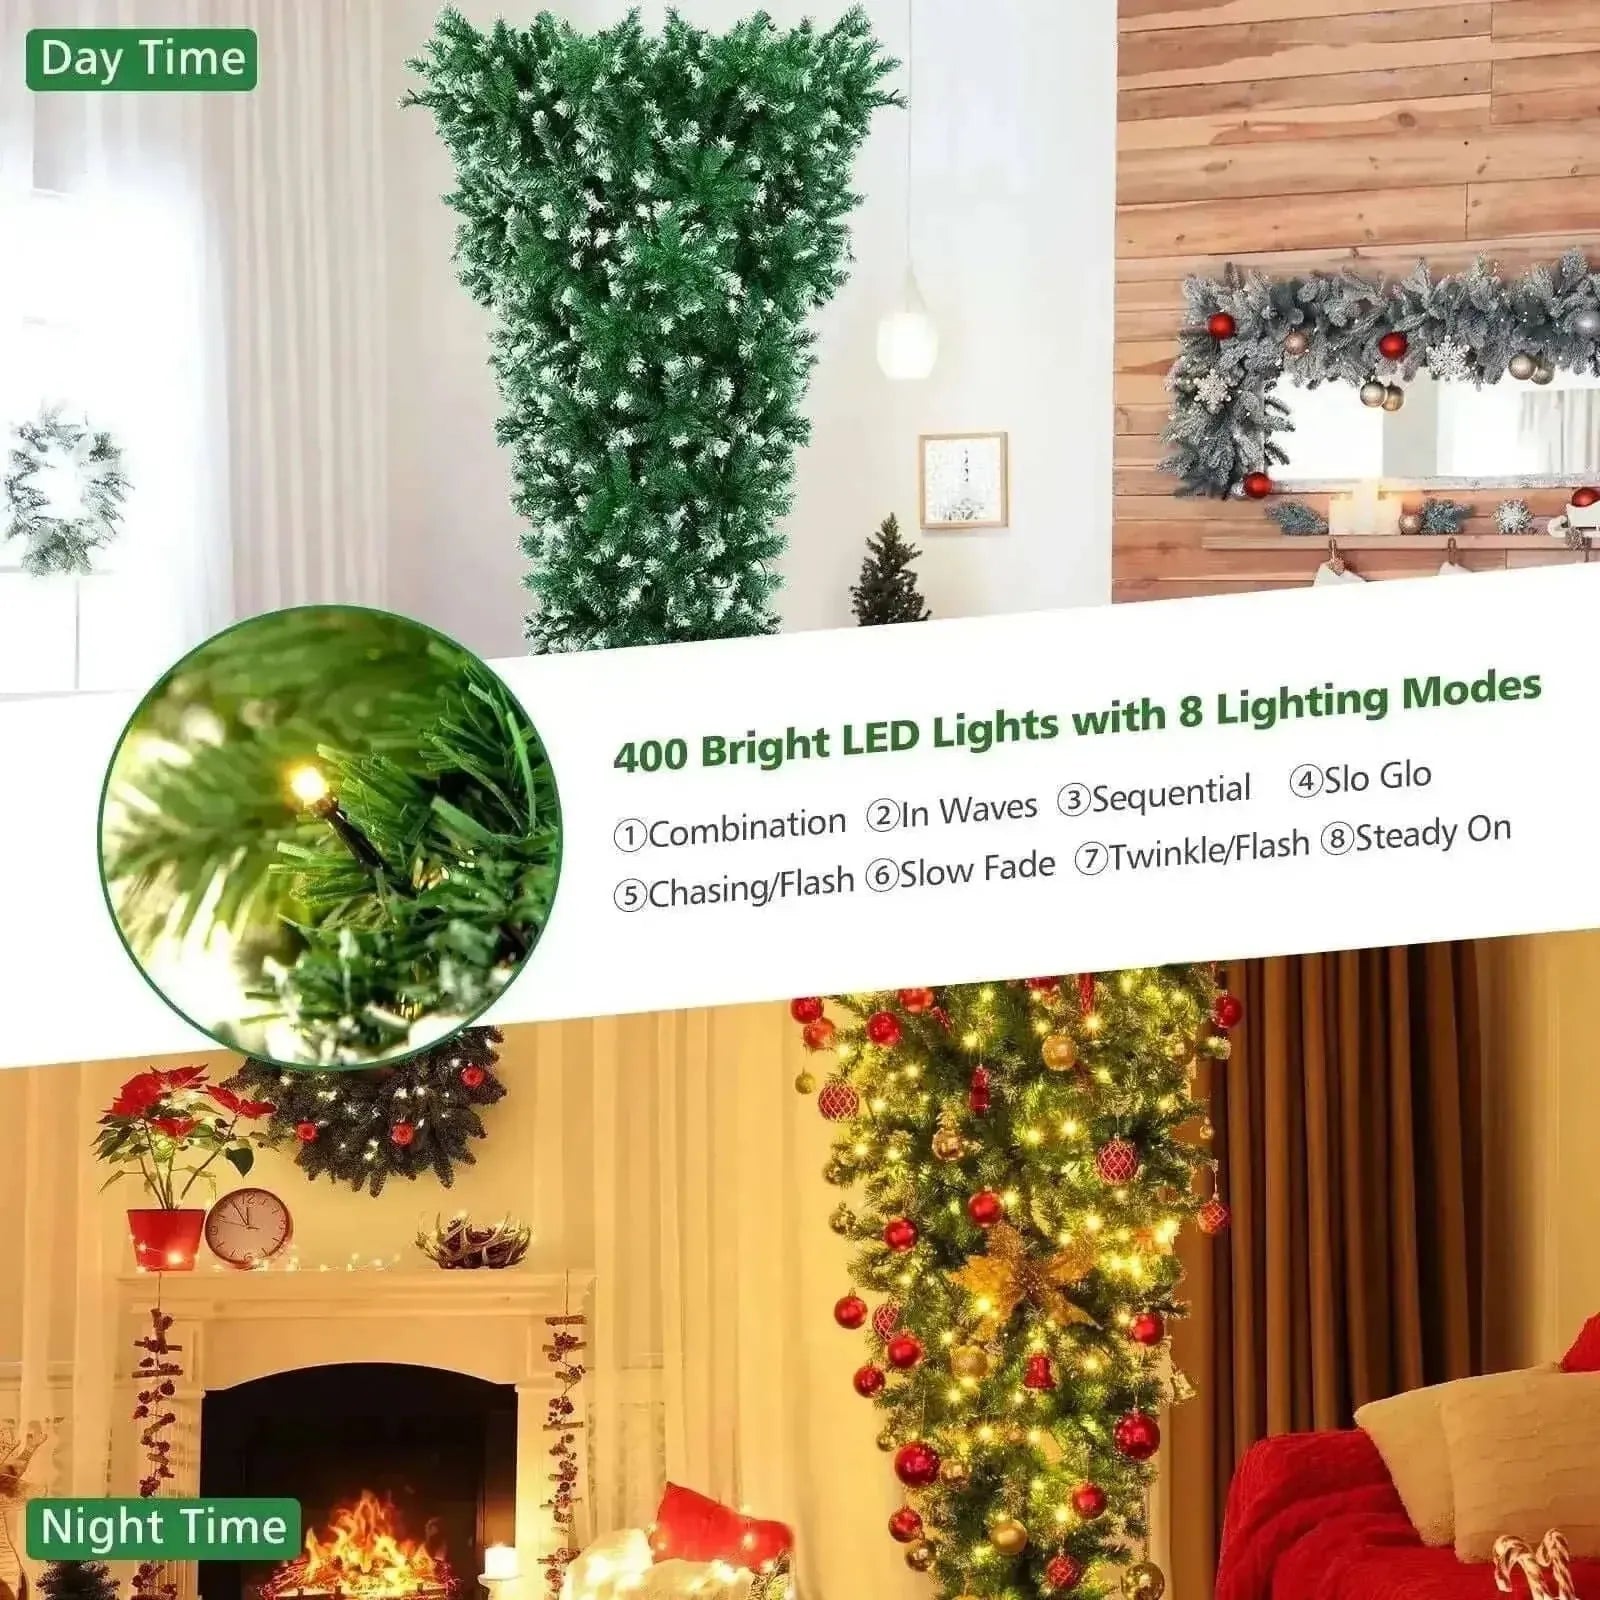 Day Time
400 Bright LED Lights with 8 Lighting Modes
①Combination ②In Waves ③Sequential ④Slo Glo
⑤Chasing/Flash ⑥Slow Fade ⑦Twinkle/Flash ⑧Steady On
Night Time